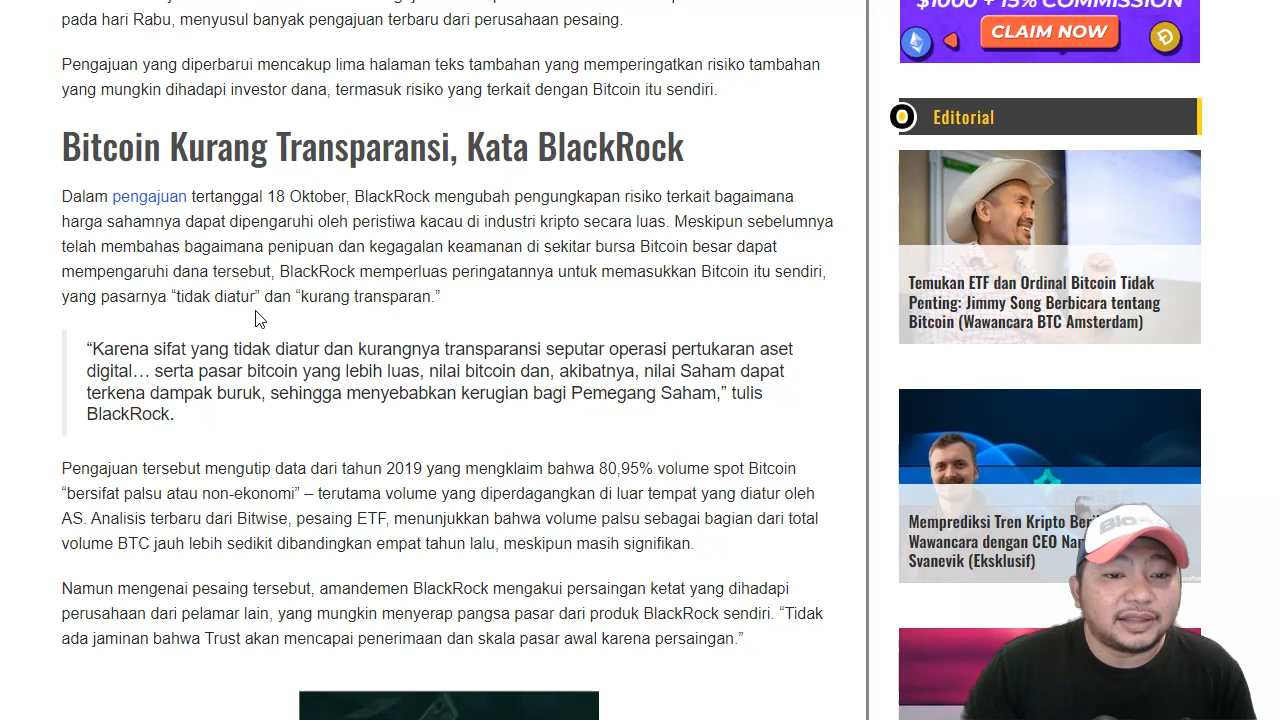 pada hari Rabu, menyusul banyak pengajuan terbaru dari perusahaan pesaing.
Pengajuan yang diperbarui mencakup lima halaman teks tambahan yang memperingatkan risiko tambahan
yang mungkin dihadapi investor dana, termasuk risiko yang terkait dengan Bitcoin itu sendiri.
Bitcoin Kurang Transparansi, Kata BlackRock
Dalam pengajuan tertanggal 18 Oktober, BlackRock mengubah pengungkapan risiko terkait bagaimana
harga sahamnya dapat dipengaruhi oleh peristiwa kacau di industri kripto secara luas. Meskipun sebelumnya
telah membahas bagaimana penipuan dan kegagalan keamanan di sekitar bursa Bitcoin besar dapat
mempengaruhi dana tersebut, BlackRock memperluas peringatannya untuk memasukkan Bitcoin itu sendiri,
yang pasarnya “tidak diatur” dan “kurang transparan.”
“Karena sifat yang tidak diatur dan kurangnya transparansi seputar operasi pertukaran aset
digital… serta pasar bitcoin yang lebih luas, nilai bitcoin dan, akibatnya, nilai Saham dapat
terkena dampak buruk, sehingga menyebabkan kerugian bagi Pemegang Saham,” tulis
BlackRock.
Pengajuan tersebut mengutip data dari tahun 2019 yang mengklaim bahwa 80,95% volume spot Bitcoin
“bersifat palsu atau non-ekonomi” – terutama volume yang diperdagangkan di luar tempat yang diatur oleh
AS. Analisis terbaru dari Bitwise, pesaing ETF, menunjukkan bahwa volume palsu sebagai bagian dari total
volume BTC jauh lebih sedikit dibandingkan empat tahun lalu, meskipun masih signifikan.
Namun mengenai pesaing tersebut, amandemen BlackRock mengakui persaingan ketat yang dihadapi
perusahaan dari pelamar lain, yang mungkin menyerap pangsa pasar dari produk BlackRock sendiri. “Tidak
ada jaminan bahwa Trust akan mencapai penerimaan dan skala pasar awal karena persaingan.”
$1000 + 15% COMMISSION
CLAIM NOW
Editorial
Temukan ETF dan Ordinal Bitcoin Tidak
Penting: Jimmy Song Berbicara tentang
Bitcoin (Wawancara BTC Amsterdam)
Memprediksi Tren Kripto
Wawancara dengan CEO
Svanevik (Eksklusif)